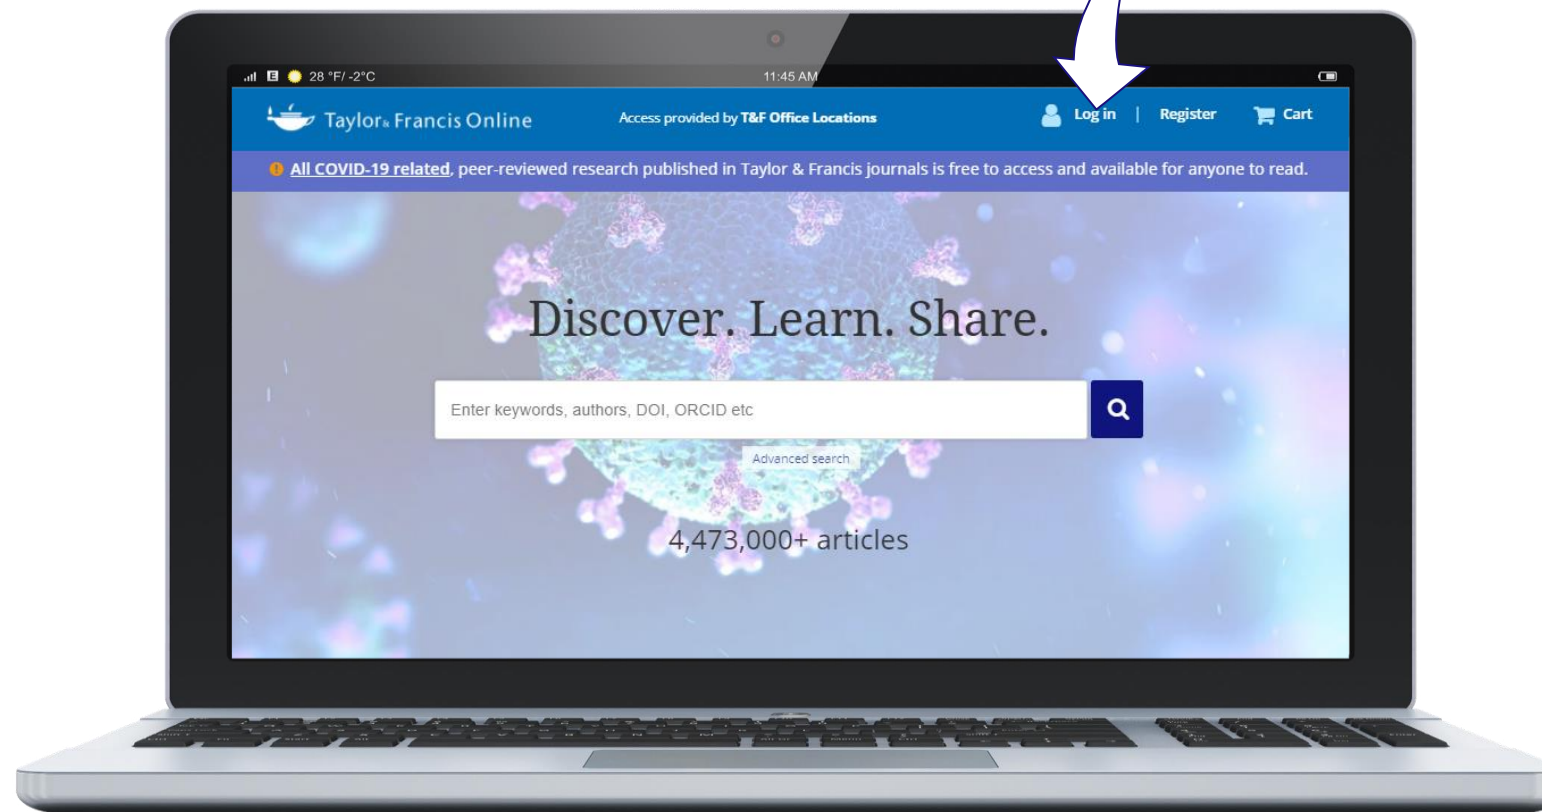 28 °F/ -2°C
11:45 AM
Taylor & Francis Online
Access provided by T&F Office Locations
Log in | Register
Cart
All COVID-19 related, peer-reviewed research published in Taylor & Francis journals is free to access and available for anyone to read.
Discover. Learn. Share.
Enter keywords, authors, DOI, ORCID etc
Advanced search
4,473,000+ articles